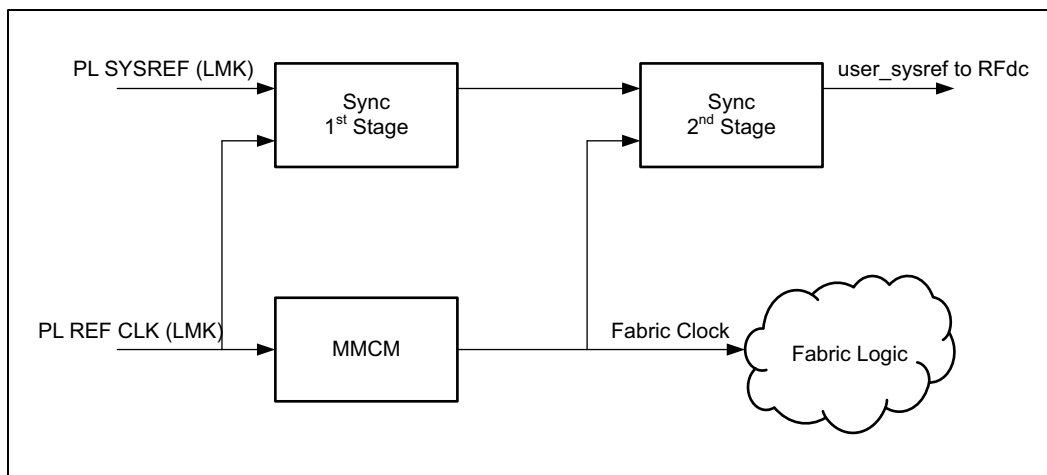 PL SYSREF (LMK)
Sync
1st Stage
Sync
2nd Stage
user_sysref to RFdc
PL REF CLK (LMK)
MMCM
Fabric Clock
Fabric Logic